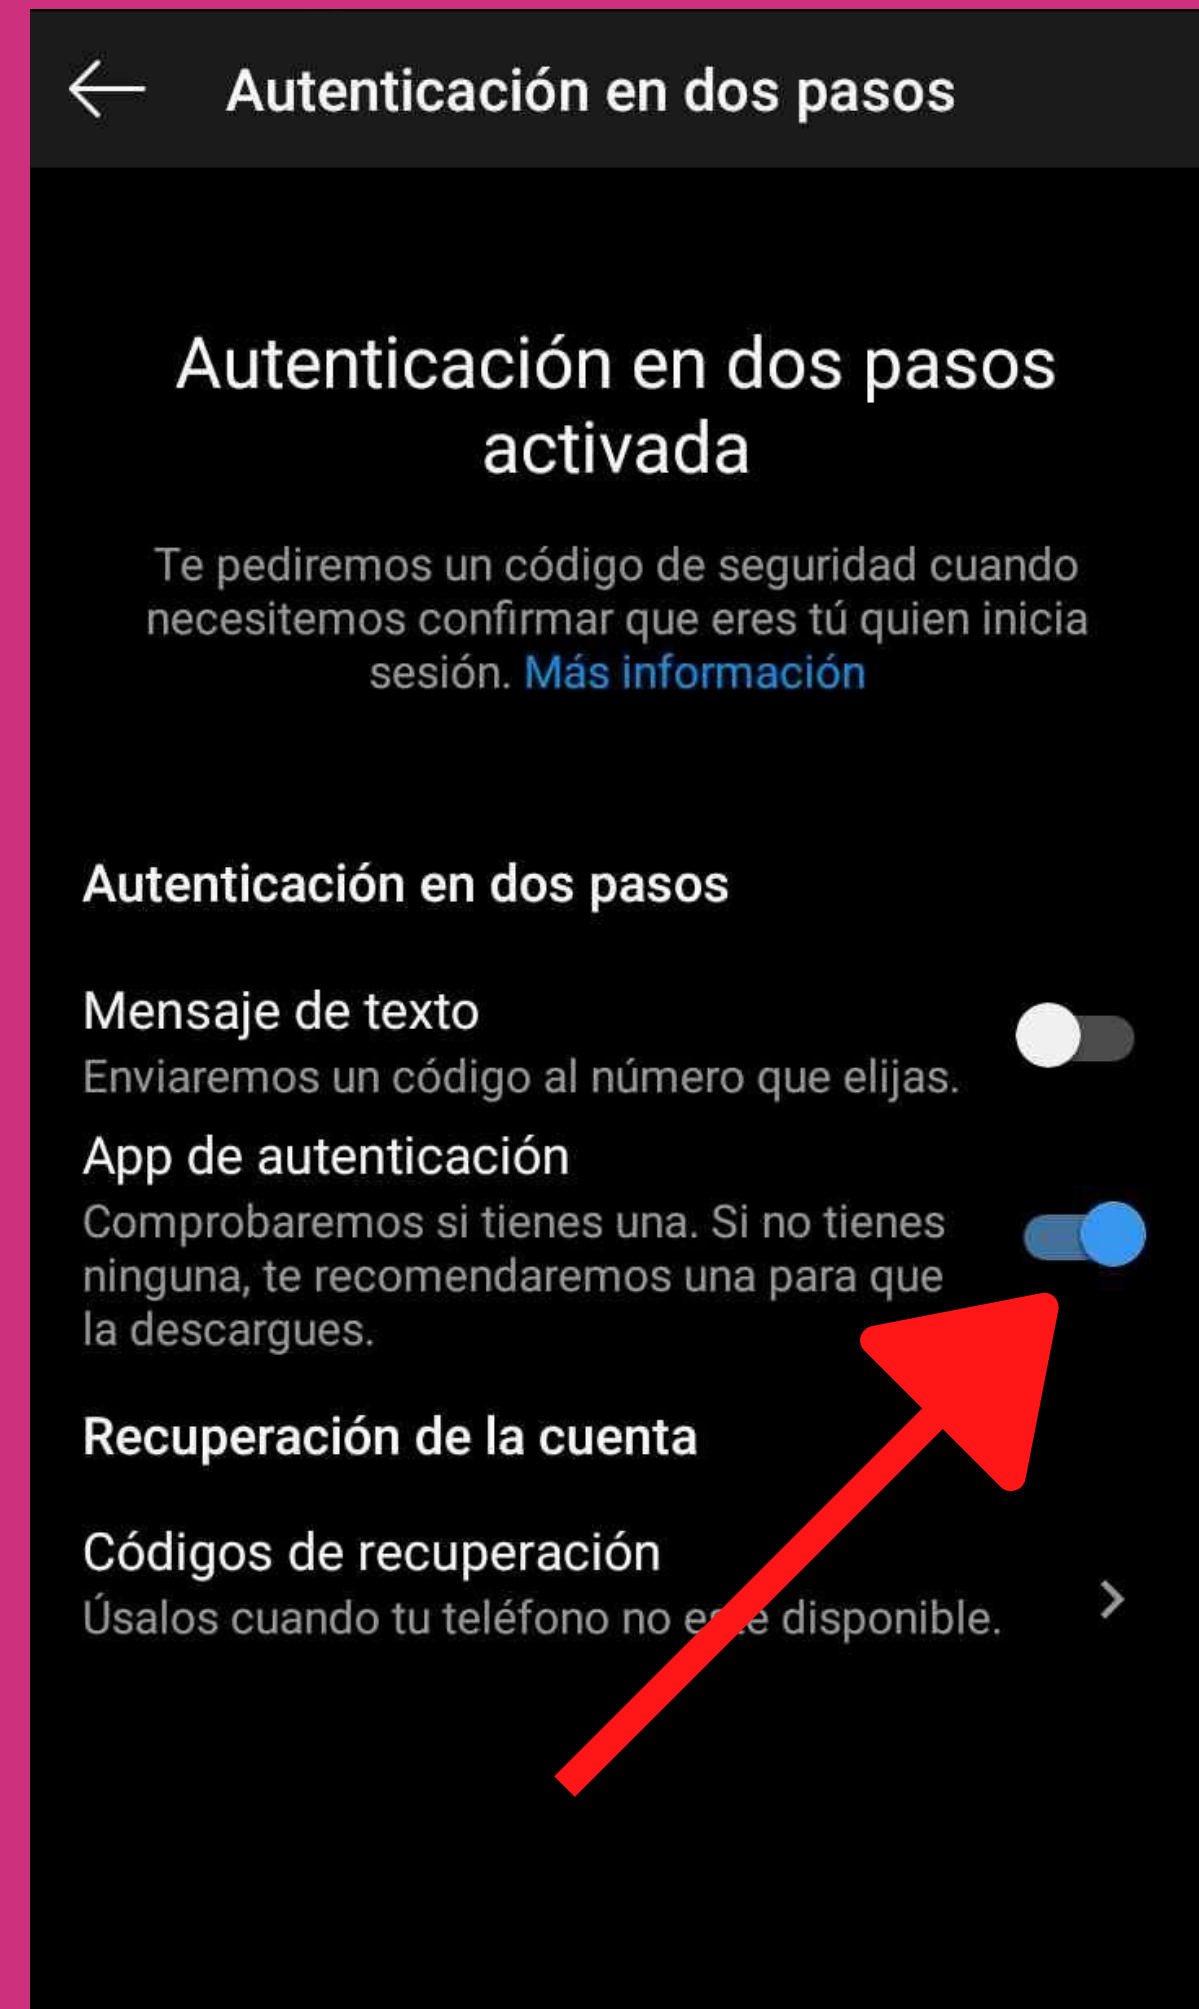 Autenticación en dos pasos
Autenticación en dos pasos
activada
Te pediremos un código de seguridad cuando
necesitemos confirmar que eres tú quien inicia
sesión. Más información
Autenticación en dos pasos
Mensaje de texto
Enviaremos un código al número que elijas.
App de autenticación
Comprobaremos si tienes una. Si no tienes
ninguna, te recomendaremos una para que
la descargues.
Recuperación de la cuenta
Códigos de recuperación
Úsalos cuando tu teléfono no esté disponible.